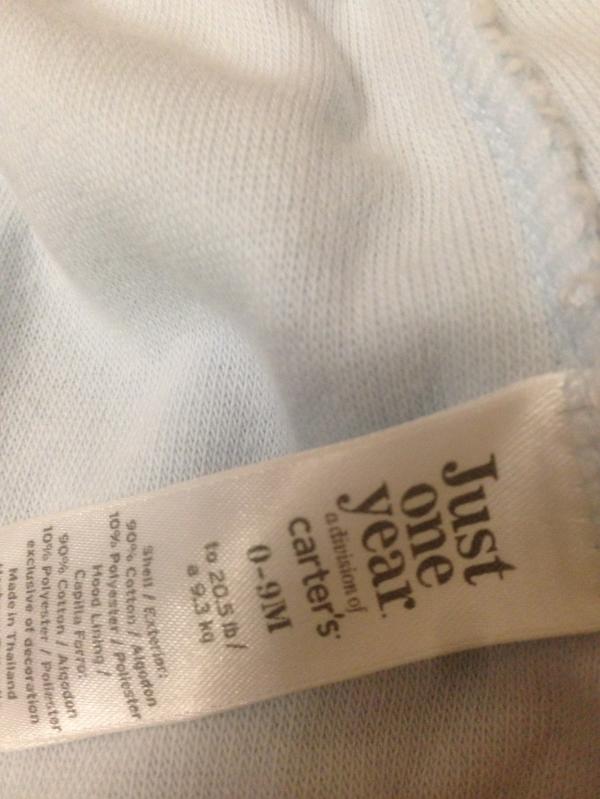 Just
one
year.
a division of
carter's
0-9M
to 20.5 lb /
a 9.3 kg
Shell / Exterior:
90% Cotton / Algodon
10% Polyester / Poliester
Hood Lining /
Capilla Forro:
90% Cotton / Algodon
10% Polyester / Poliester
exclusive of decoration
Made in Thailand